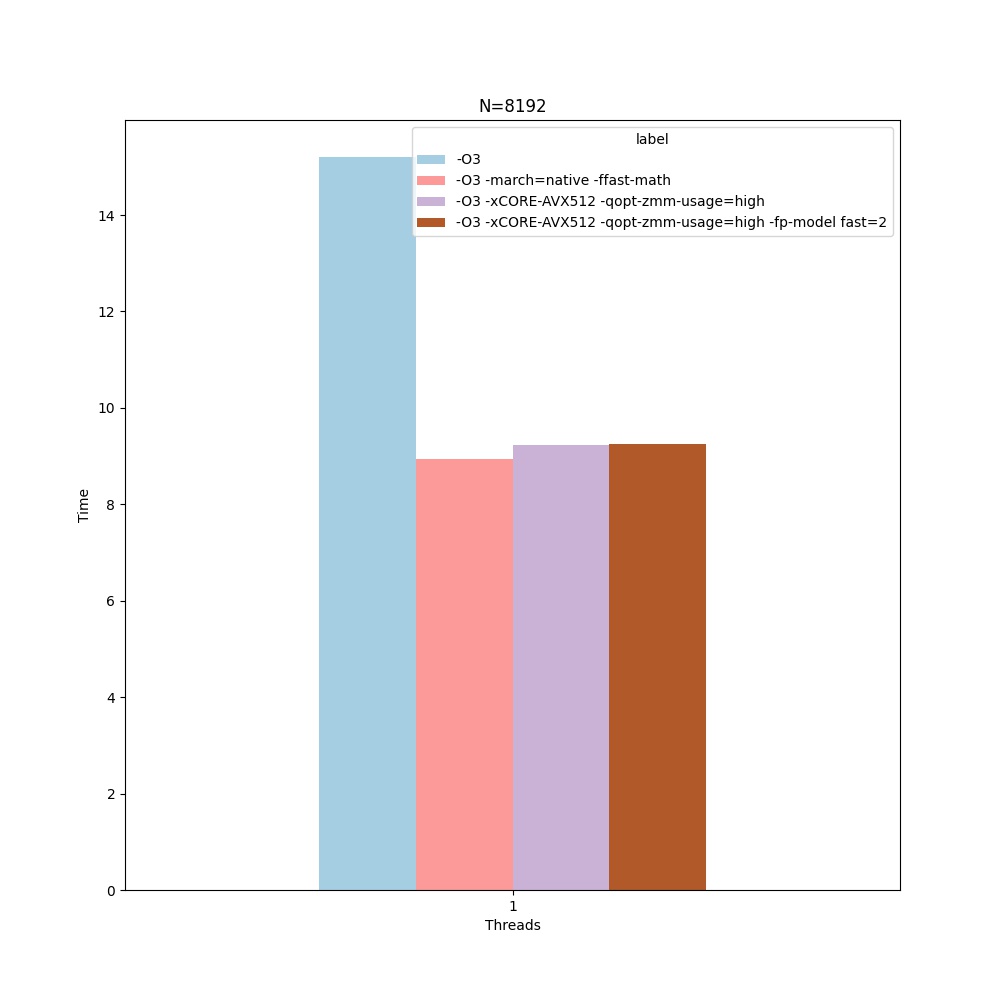 N=8192
label
-O3
-O3 -march=native -ffast-math
-O3 -xCORE-AVX512 -qopt-zmm-usage=high
-O3 -xCORE-AVX512 -qopt-zmm-usage=high -fp-model fast=2
14
12
10
8
6
4
2
0
Time
1
Threads